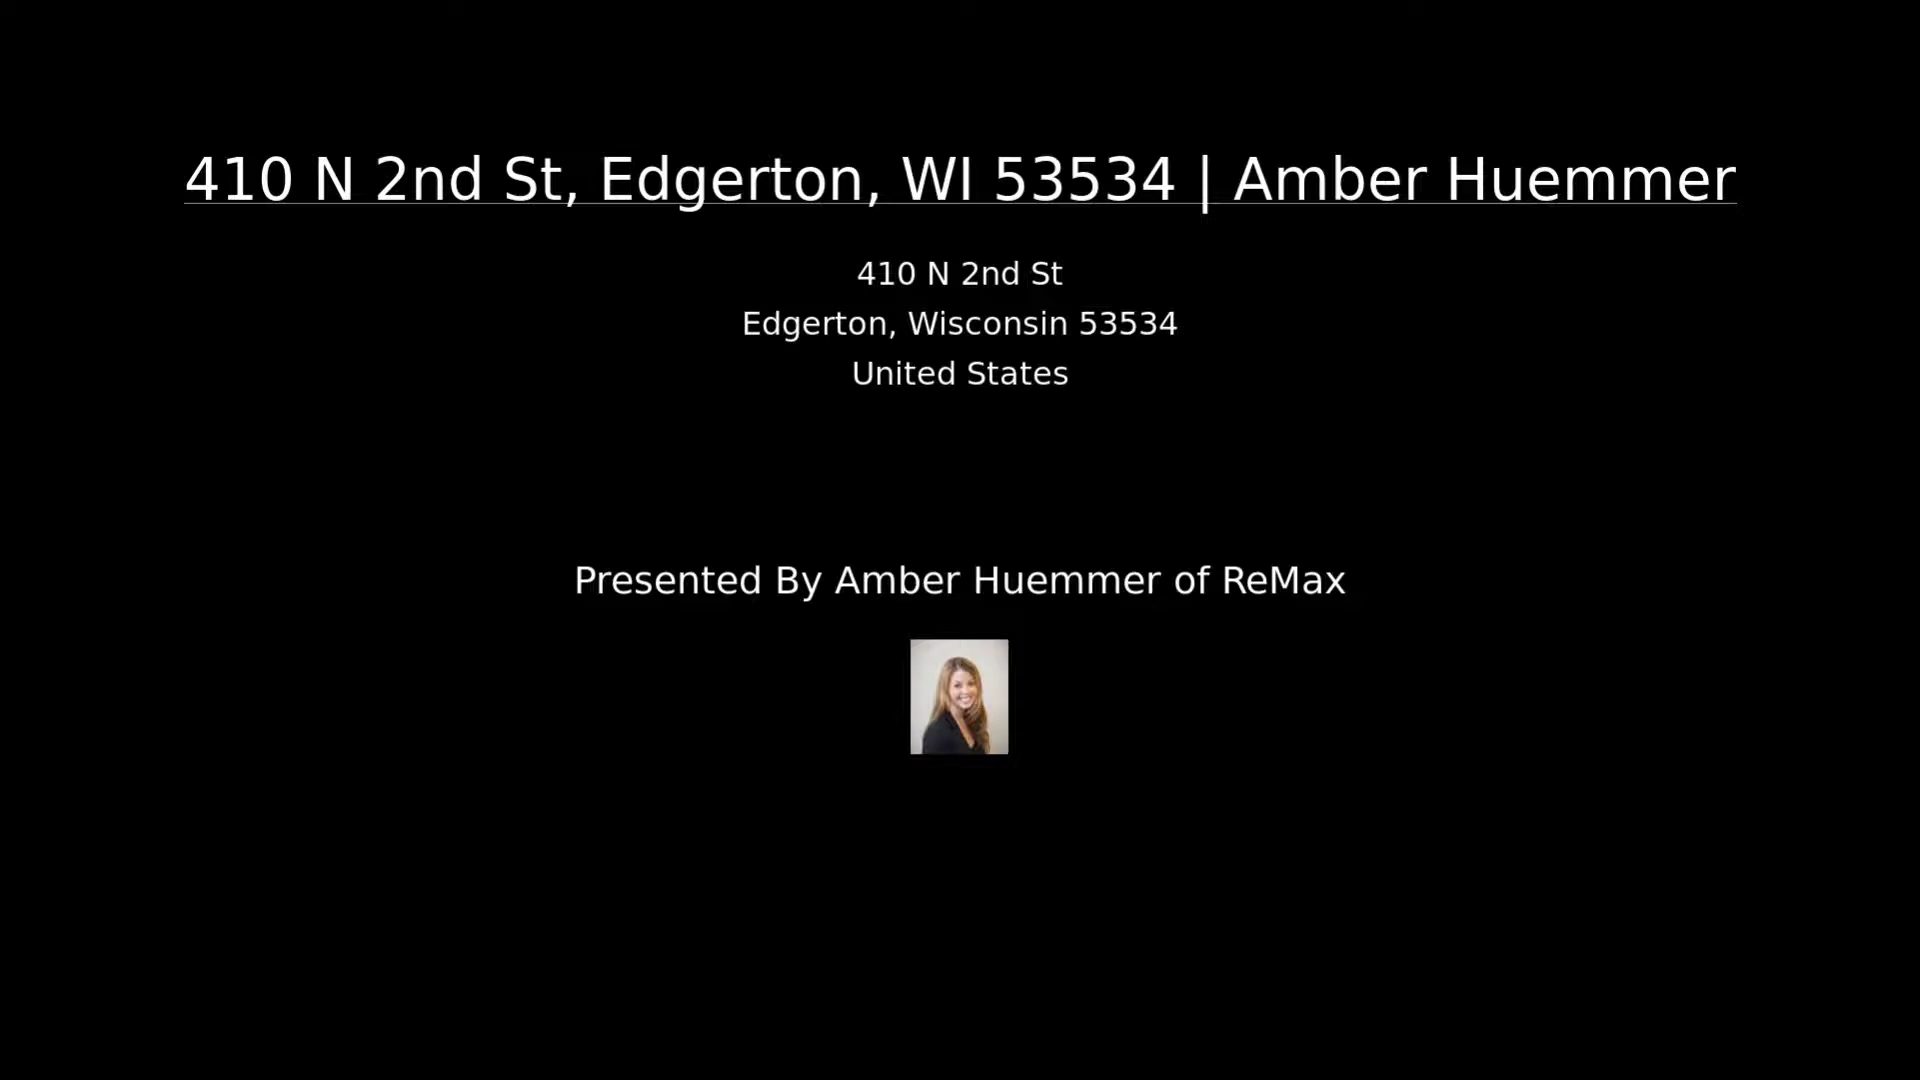 410 N 2nd St, Edgerton, WI 53534 | Amber Huemmer
410 N 2nd St
Edgerton, Wisconsin 53534
United States
Presented By Amber Huemmer of ReMax